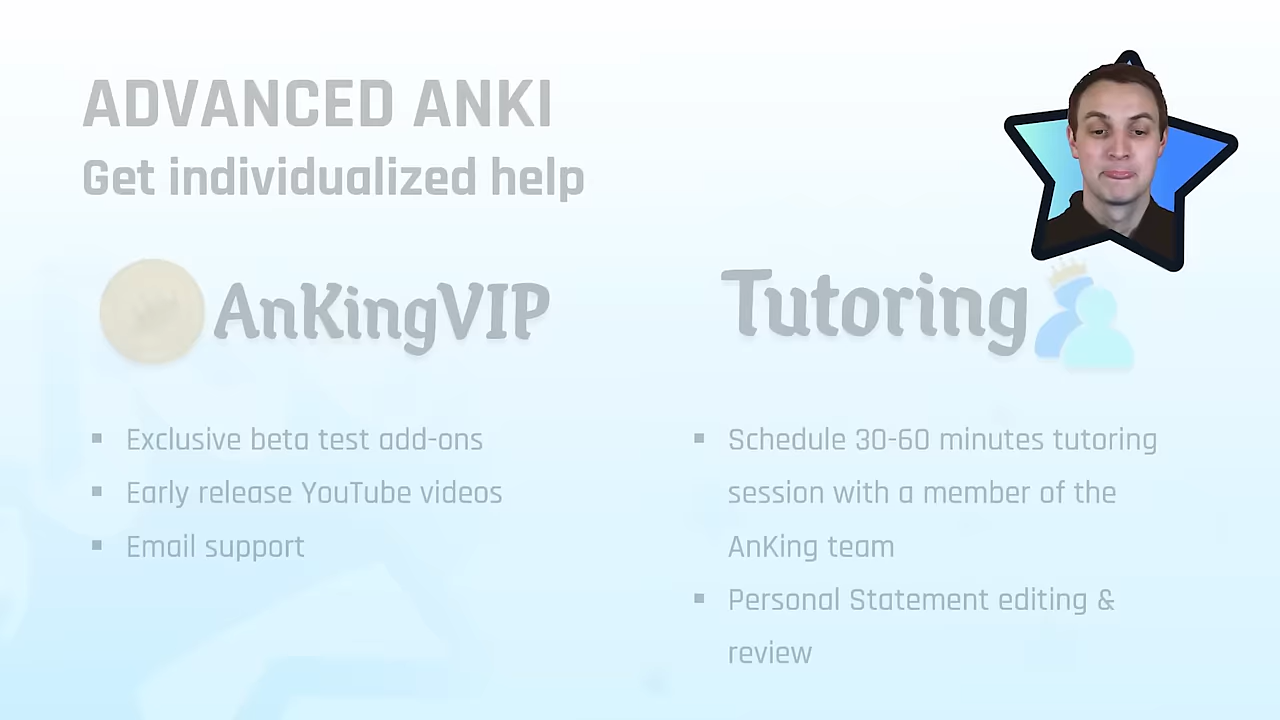 ADVANCED ANKI
Get individualized help
AnKingVIP
Exclusive beta test add-ons
Early release YouTube videos
Email support
Tutoring
Schedule 30-60 minutes tutoring
session with a member of the
AnKing team
Personal Statement editing &
review